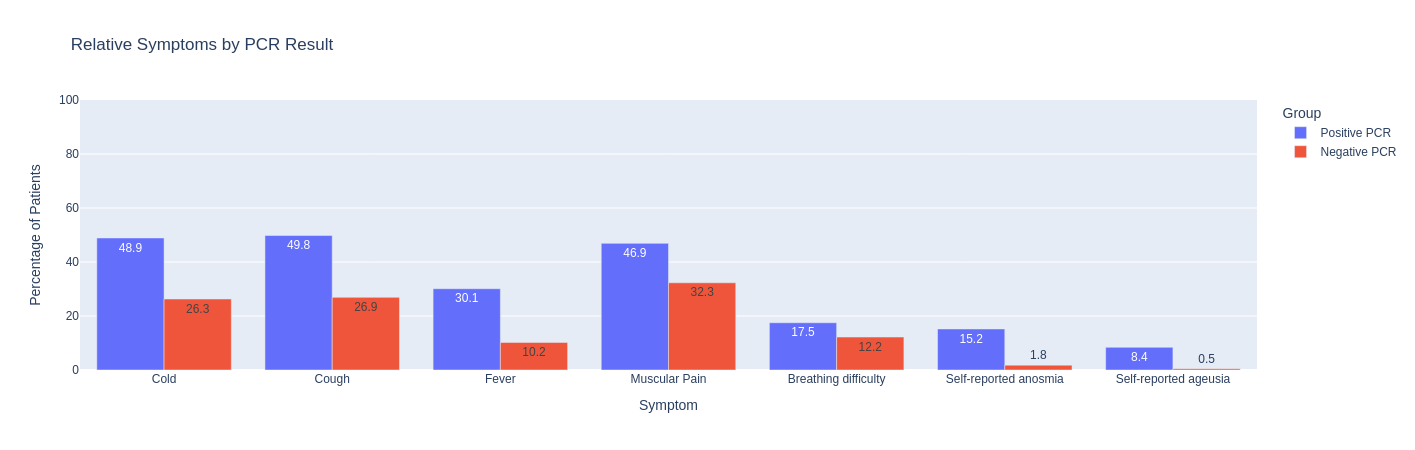 Relative Symptoms by PCR Result
Group
Positive PCR
Negative PCR
Percentage of Patients
100
80
60
40
20
0
48.9
26.3
49.8
26.9
30.1
10.2
46.9
32.3
17.5
12.2
15.2
1.8
8.4
0.5
Cold
Cough
Fever
Muscular Pain
Breathing difficulty
Self-reported anosmia
Self-reported ageusia
Symptom